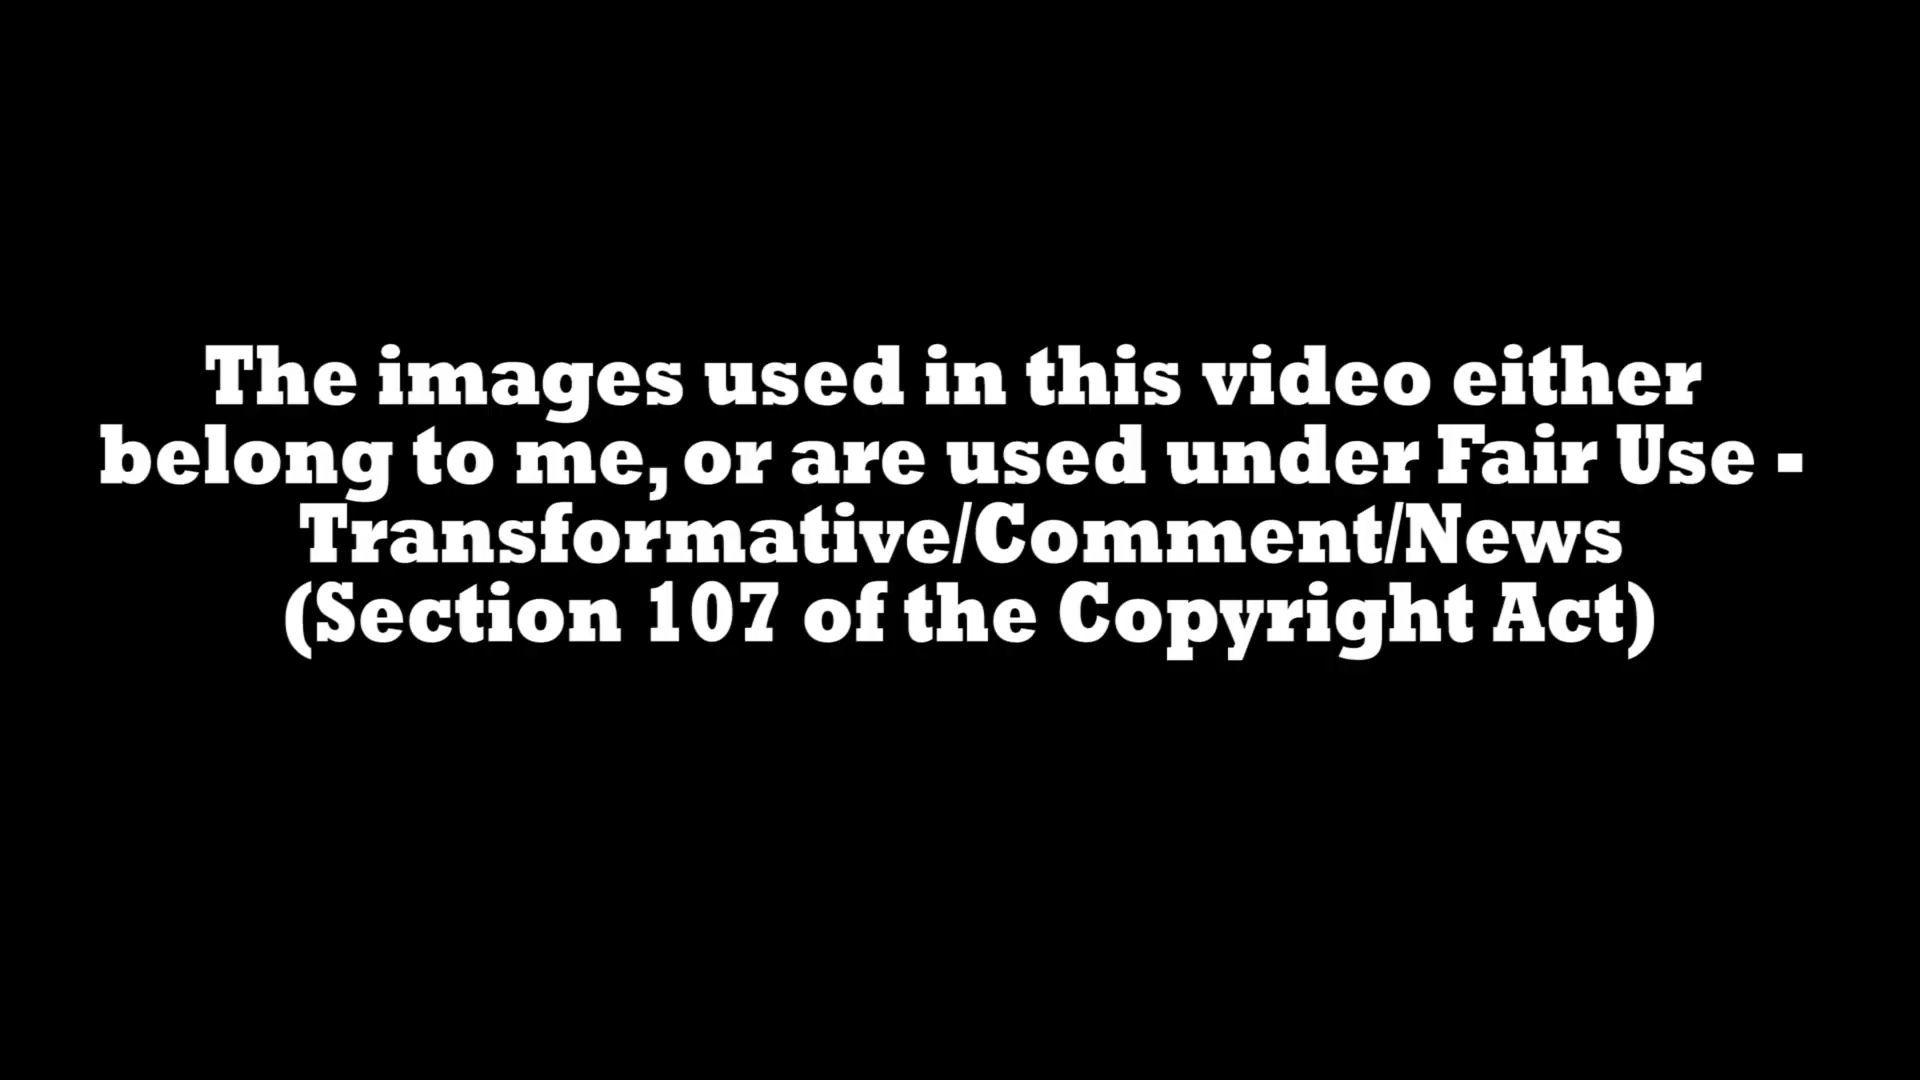 The images used in this video either
belong to me, or are used under Fair Use -
Transformative/Comment/News
(Section 107 of the Copyright Act)